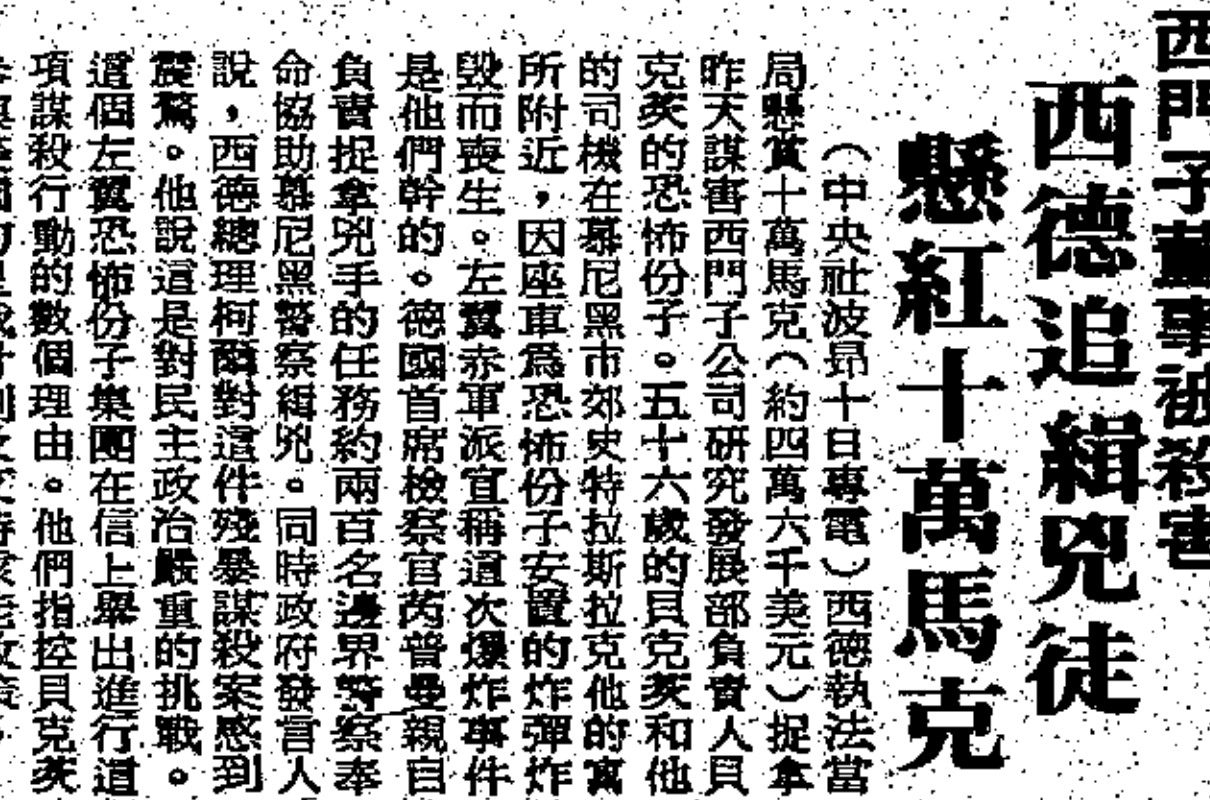 西門子董事被殺害
西德追緝兇徒
懸紅十萬馬克
（中央社波昂十日專電）西德執法當
局懸賞十萬馬克（約四萬六千美元）捉拿
昨天謀害西門子公司研究發展部負責人貝
克茨的恐怖份子。五十六歲的貝克茨和他
的司機在慕尼黑市郊史特拉斯拉克他的寓
所附近，因座車為恐怖份子安置的炸彈炸
毀而喪生。左翼赤軍派宣稱這次爆炸事件
是他們幹的。德國首席檢察官芮普曼親自
負責捉拿兇手的任務約兩百名邊界警察奉
命協助慕尼黑警察緝兇。同時政府發言人
說，西德總理柯爾對這件殘暴謀殺案感到
震驚。他說這是對民主政治嚴重的挑戰。
這個左翼恐怖份子集團在信上舉出進行這
項謀殺行動的數個理由。他們指控貝克茨